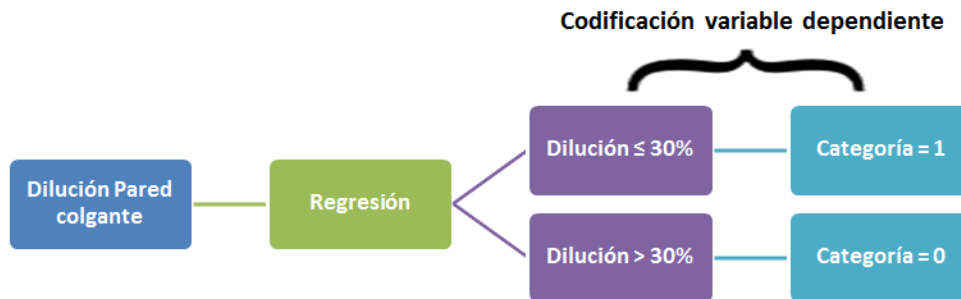 Codificación variable dependiente
Dilución Pared
colgante
Regresión
Dilución ≤ 30%
Categoría = 1
Dilución > 30%
Categoría = 0